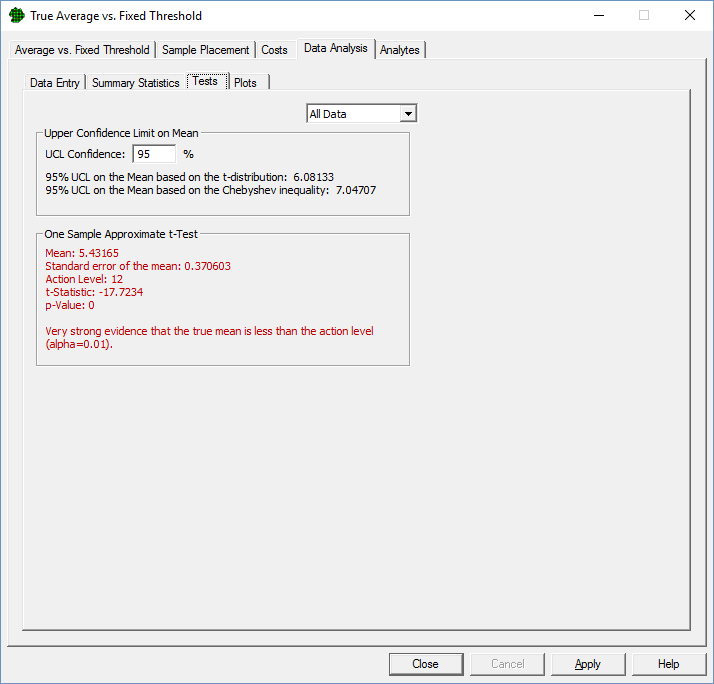 True Average vs. Fixed Threshold
Average vs. Fixed Threshold Sample Placement Costs Data Analysis Analytes
Data Entry Summary Statistics Tests Plots
All Data
Upper Confidence Limit on Mean
UCL Confidence: 95 %
95% UCL on the Mean based on the t-distribution: 6.08133
95% UCL on the Mean based on the Chebyshev inequality: 7.04707
One Sample Approximate t-Test
Mean: 5.43165
Standard error of the mean: 0.370603
Action Level: 12
t-Statistic: -17.7234
p-Value: 0
Very strong evidence that the true mean is less than the action level
(alpha=0.01).
Close Cancel Apply Help